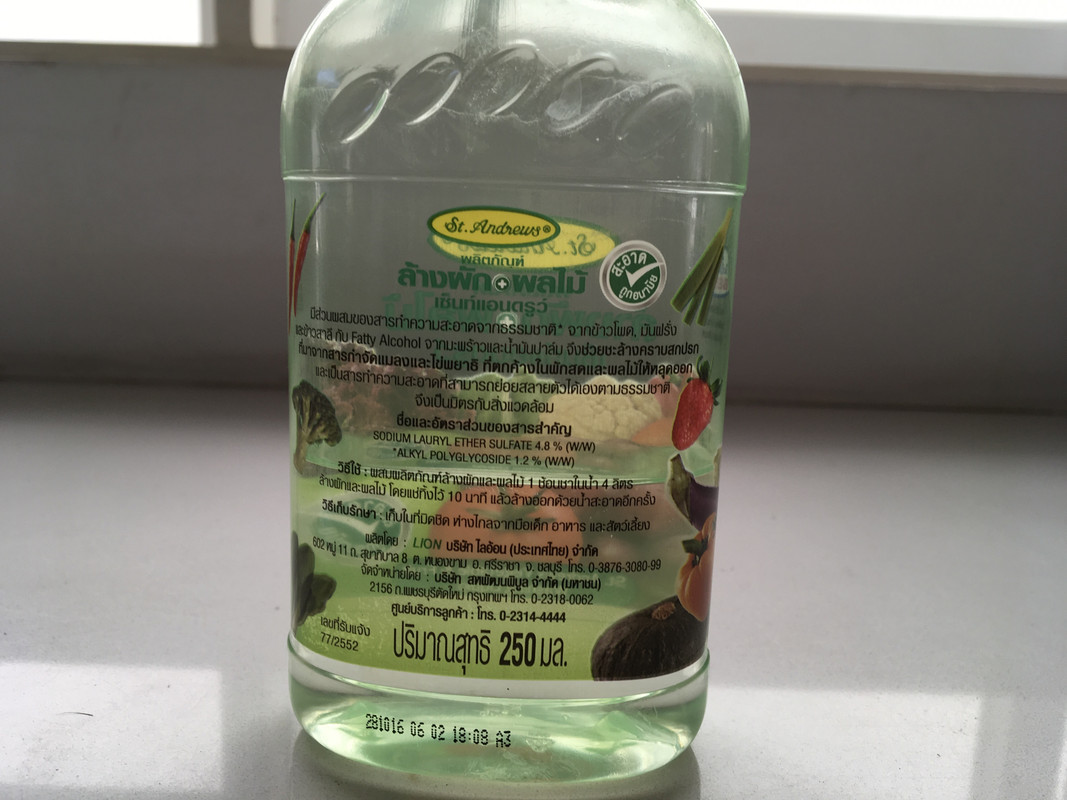 St. Andrews®
ผลิตภัณฑ์
ล้างผัก+ผลไม้
เซ็นท์แอนดรูว์
สะอาด
ถูกอนามัย
มีส่วนผสมของสารทำความสะอาดจากธรรมชาติ* จากข้าวโพด, มันฝรั่ง
และข้าวสาลี กับ Fatty Alcohol จากมะพร้าวและน้ำมันปาล์ม จึงช่วยชะล้างคราบสกปรก
ที่มาจากสารกำจัดแมลงและไข่พยาธิ ที่ตกค้างในผักสดและผลไม้ให้หลุดออก
และเป็นสารทำความสะอาดที่สามารถย่อยสลายตัวได้เองตามธรรมชาติ
จึงเป็นมิตรกับสิ่งแวดล้อม
ชื่อและอัตราส่วนของสารสำคัญ
SODIUM LAURYL ETHER SULFATE 4.8 % (W/W)
*ALKYL POLYGLYCOSIDE 1.2 % (W/W)
วิธีใช้ : ผสมผลิตภัณฑ์ล้างผักและผลไม้ 1 ช้อนชาในน้ำ 4 ลิตร
ล้างผักและผลไม้ โดยแช่ทิ้งไว้ 10 นาที แล้วล้างออกด้วยน้ำสะอาดอีกครั้ง
วิธีเก็บรักษา : เก็บในที่มิดชิด ห่างไกลจากมือเด็ก อาหาร และสัตว์เลี้ยง
ผลิตโดย : LION บริษัท ไลอ้อน (ประเทศไทย) จำกัด
602 หมู่ 11 ถ. สุขาภิบาล 8 ต. หนองขาม อ. ศรีราชา จ. ชลบุรี โทร. 0-3876-3080-99
จัดจำหน่ายโดย : บริษัท สหพัฒนพิบูล จำกัด (มหาชน)
2156 ถ.เพชรบุรีตัดใหม่ กรุงเทพฯ โทร. 0-2318-0062
ศูนย์บริการลูกค้า : โทร. 0-2314-4444
เลขที่รับแจ้ง
77/2552
ปริมาณสุทธิ 250 มล.
281016 06 02 18:08 A3